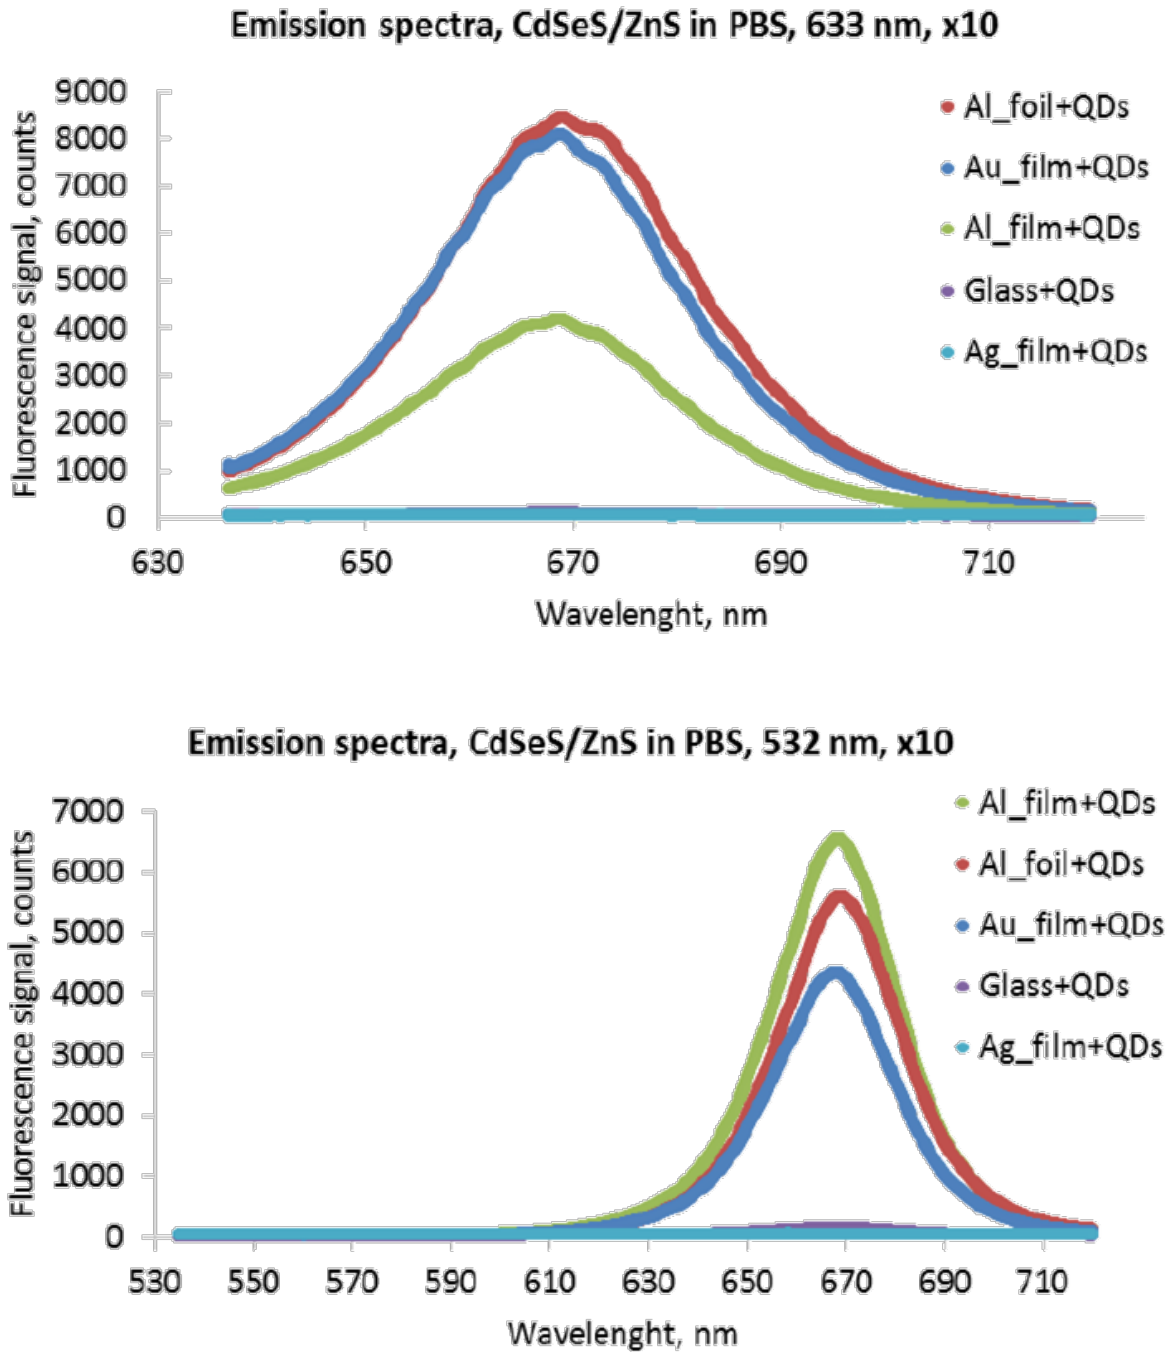 Emission spectra, CdSeS/ZnS in PBS, 633 nm, x10
Fluorescence signal, counts
9000
8000
7000
6000
5000
4000
3000
2000
1000
0
630 650 670 690 710
Wavelenght, nm
Al_foil+QDs
Au_film+QDs
Al_film+QDs
Glass+QDs
Ag_film+QDs
Emission spectra, CdSeS/ZnS in PBS, 532 nm, x10
Fluorescence signal, counts
7000
6000
5000
4000
3000
2000
1000
0
530 550 570 590 610 630 650 670 690 710
Wavelenght, nm
Al_film+QDs
Al_foil+QDs
Au_film+QDs
Glass+QDs
Ag_film+QDs